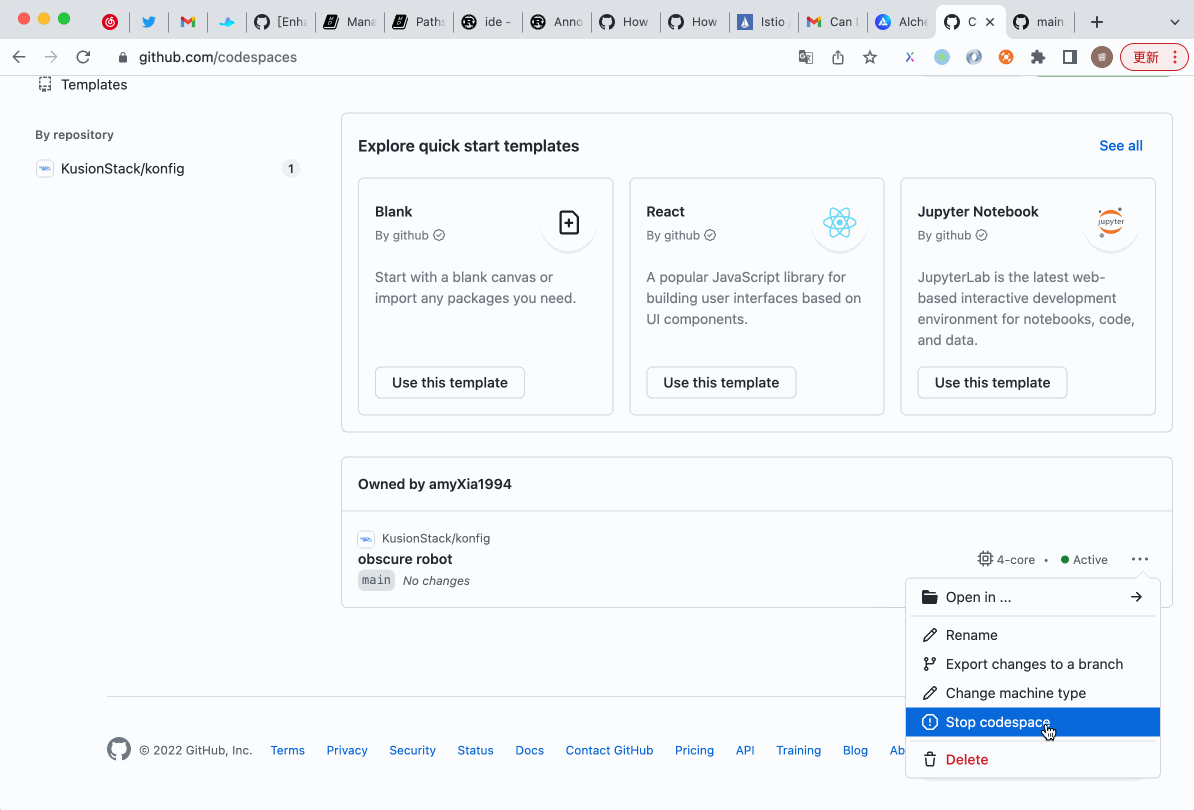 [Enha
Mana
Paths
ide –
Anno
How
How
Istio
Can
Alche
C
main
github.com/codespaces
更新
Templates
By repository
KusionStack/konfig
1
Explore quick start templates
See all
Blank
By github
Start with a blank canvas or
import any packages you need.
Use this template
React
By github
A popular JavaScript library for
building user interfaces based on
UI components.
Use this template
Jupyter Notebook
By github
jupyter
JupyterLab is the latest web-
based interactive development
environment for notebooks, code,
and data.
Use this template
Owned by amyXia1994
KusionStack/konfig
obscure robot
main No changes
4-core • Active
Open in ...
Rename
Export changes to a branch
Change machine type
Stop codespace
Delete
© 2022 GitHub, Inc. Terms Privacy Security Status Docs Contact GitHub Pricing API Training Blog Ab